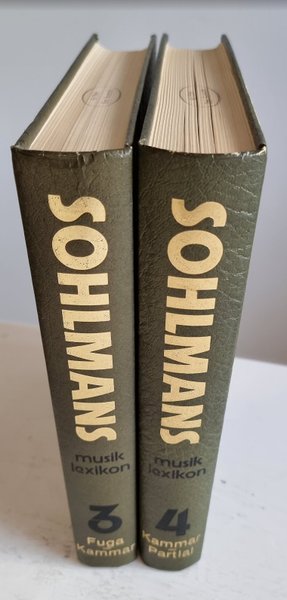 SOHLMANS
musik
lexikon
3
Fuga
Kammar
SOHLMANS
musik
lexikon
4
Kammar
Partial